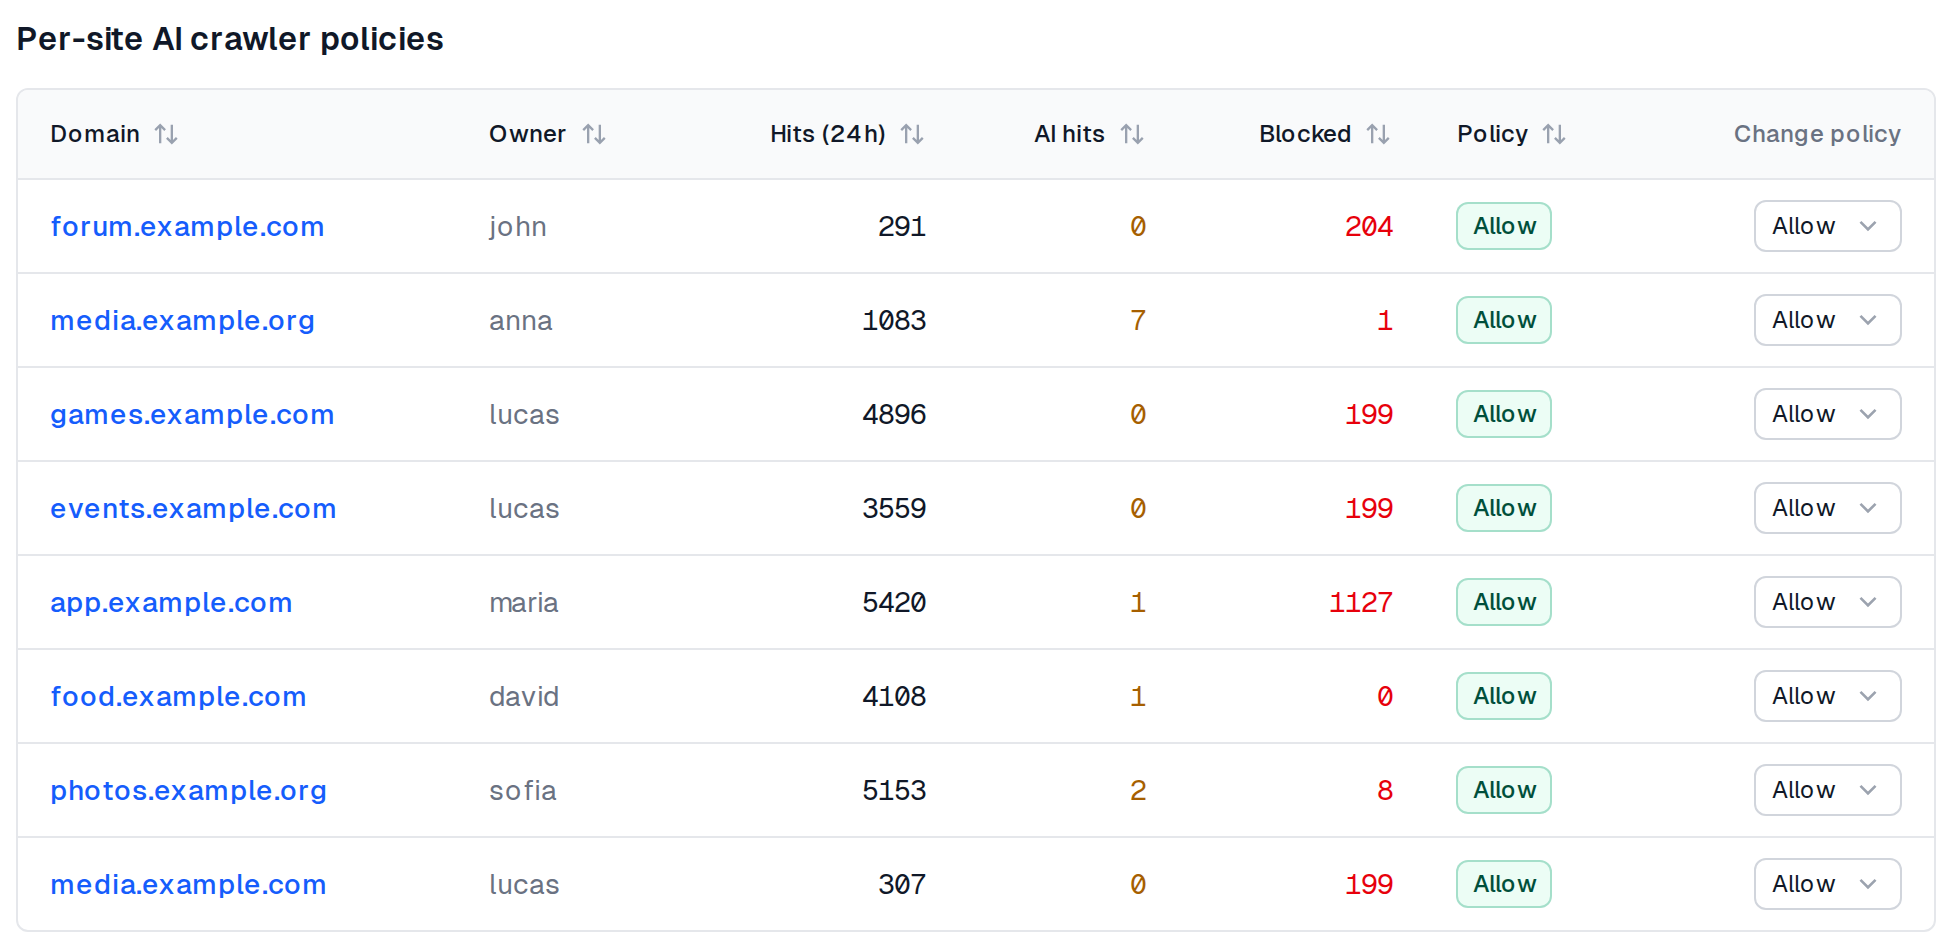 Per-site AI crawler policies
Domain Owner Hits (24h) AI hits Blocked Policy Change policy
forum.example.com john 291 0 204 Allow Allow
media.example.org anna 1083 7 1 Allow Allow
games.example.com lucas 4896 0 199 Allow Allow
events.example.com lucas 3559 0 199 Allow Allow
app.example.com maria 5420 1 1127 Allow Allow
food.example.com david 4108 1 0 Allow Allow
photos.example.org sofia 5153 2 8 Allow Allow
media.example.com lucas 307 0 199 Allow Allow